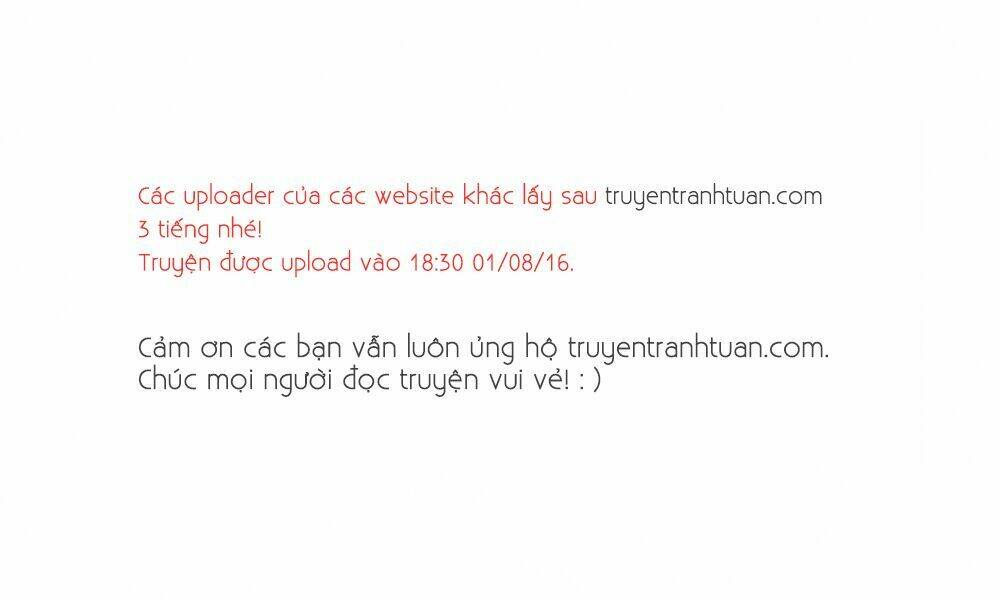 Các uploader của các website khác lấy sau truyentranhtuan.com
3 tiếng nhé!
Truyện được upload vào 18:30 01/08/16.
Cảm ơn các bạn vẫn luôn ủng hộ truyentranhtuan.com.
Chúc mọi người đọc truyện vui vẻ! : )